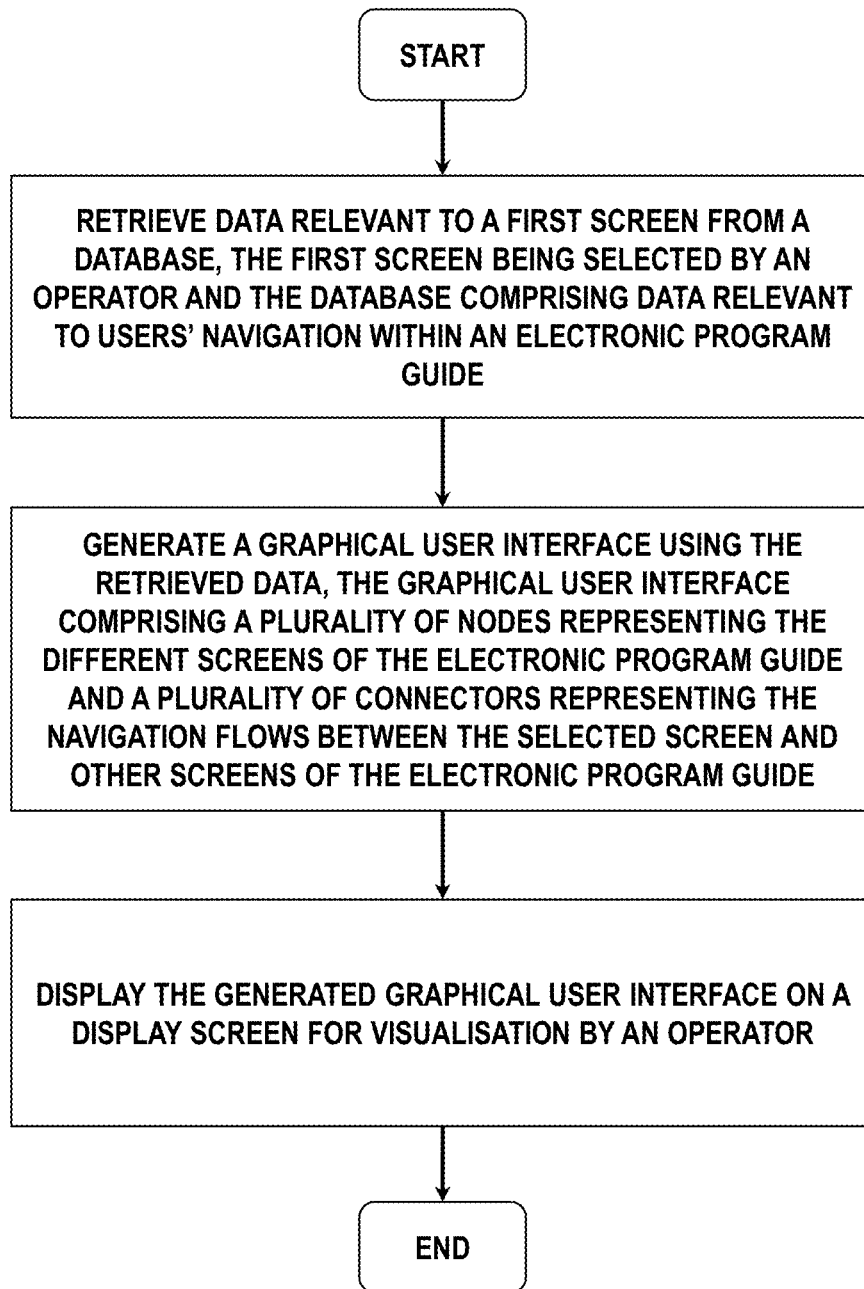 START
RETRIEVE DATA RELEVANT TO A FIRST SCREEN FROM A
DATABASE, THE FIRST SCREEN BEING SELECTED BY AN
OPERATOR AND THE DATABASE COMPRISING DATA RELEVANT
TO USERS’ NAVIGATION WITHIN AN ELECTRONIC PROGRAM
GUIDE
GENERATE A GRAPHICAL USER INTERFACE USING THE
RETRIEVED DATA, THE GRAPHICAL USER INTERFACE
COMPRISING A PLURALITY OF NODES REPRESENTING THE
DIFFERENT SCREENS OF THE ELECTRONIC PROGRAM GUIDE
AND A PLURALITY OF CONNECTORS REPRESENTING THE
NAVIGATION FLOWS BETWEEN THE SELECTED SCREEN AND
OTHER SCREENS OF THE ELECTRONIC PROGRAM GUIDE
DISPLAY THE GENERATED GRAPHICAL USER INTERFACE ON A
DISPLAY SCREEN FOR VISUALISATION BY AN OPERATOR
END